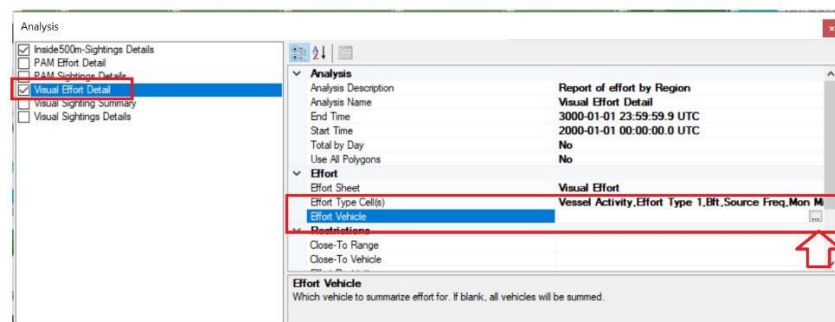 Analysis
x
Inside500m-Sightings Details
PAM Effort Detail
PAM Sightings Details
Visual Effort Detail
Visual Sighting Summary
Visual Sightings Details
Analysis
Analysis Description Report of effort by Region
Analysis Name Visual Effort Detail
End Time 3000-01-01 23:59:59.9 UTC
Start Time 2000-01-01 00:00:00.0 UTC
Total by Day No
Use All Polygons No
Effort
Effort Sheet Visual Effort
Effort Type Cell(s) Vessel Activity,Effort Type 1,Bft,Source Freq,Mon
Effort Vehicle ...
Restrictions
Close-To Range
Close-To Vehicle
Effort Vehicle
Which vehicle to summarize effort for. If blank, all vehicles will be summed.